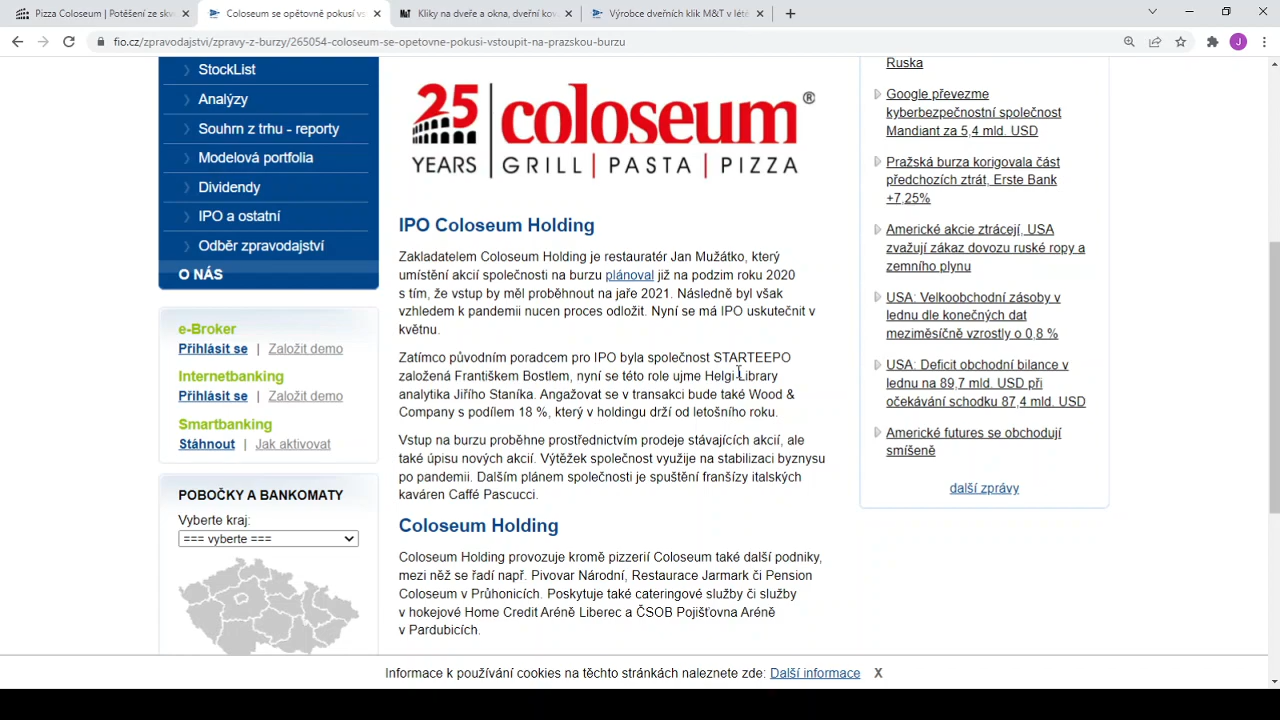 Pizza Coloseum | Potěšení ze skv
Coloseum se opětovně pokusí vst
Kliky na dveře a okna, dveřní kov
Výrobce dveřních klik M&T v lété
fio.cz/zpravodajstvi/zpravy-z-burzy/265054-coloseum-se-opetovne-pokusi-vstoupit-na-prazskou-burzu
J
StockList
Analýzy
Souhrn z trhu - reporty
Modelová portfolia
Dividendy
IPO a ostatní
Odběr zpravodajství
O NÁS
e-Broker
Přihlásit se | Založit demo
Internetbanking
Přihlásit se | Založit demo
Smartbanking
Stáhnout | Jak aktivovat
POBOČKY A BANKOMATY
Vyberte kraj:
=== vyberte ===
25 YEARS
coloseum®
GRILL | PASTA | PIZZA
IPO Coloseum Holding
Zakladatelem Coloseum Holding je restauratér Jan Mužátko, který
umístění akcií společnosti na burzu plánoval již na podzim roku 2020
s tím, že vstup by měl proběhnout na jaře 2021. Následně byl však
vzhledem k pandemii nucen proces odložit. Nyní se má IPO uskutečnit v
květnu.
Zatímco původním poradcem pro IPO byla společnost STARTEEPO
založená Františkem Bostlem, nyní se této role ujme Helgi Library
analytika Jiřího Staníka. Angažovat se v transakci bude také Wood &
Company s podílem 18 %, který v holdingu drží od letošního roku.
Vstup na burzu proběhne prostřednictvím prodeje stávajících akcií, ale
také úpisu nových akcií. Výtěžek společnost využije na stabilizaci byznysu
po pandemii. Dalším plánem společnosti je spuštění franšízy italských
kaváren Caffé Pascucci.
Coloseum Holding
Coloseum Holding provozuje kromě pizzerií Coloseum také další podniky,
mezi něž se řadí např. Pivovar Národní, Restaurace Jarmark či Pension
Coloseum v Průhonicích. Poskytuje také cateringové služby či služby
v hokejové Home Credit Aréně Liberec a ČSOB Pojišťovna Aréně
v Pardubicích.
Ruska
Google převezme
kyberbezpečnostní společnost
Mandiant za 5,4 mld. USD
Pražská burza korigovala část
předchozích ztrát, Erste Bank
+7,25%
Americké akcie ztrácejí, USA
zvažují zákaz dovozu ruské ropy a
zemního plynu
USA: Velkoobchodní zásoby v
lednu dle konečných dat
meziměsíčně vzrostly o 0,8 %
USA: Deficit obchodní bilance v
lednu na 89,7 mld. USD při
očekávání schodku 87,4 mld. USD
Americké futures se obchodují
smíšeně
další zprávy
Informace k používání cookies na těchto stránkách naleznete zde: Další informace X